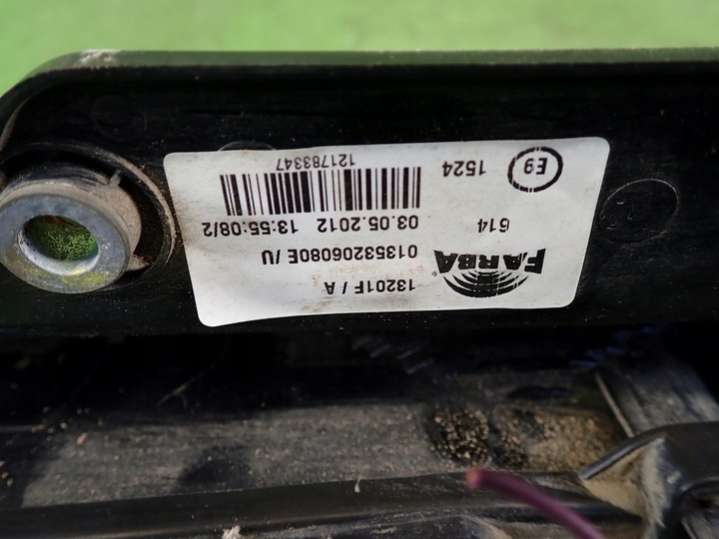 13201F / A
FARBA
01353206080E /U
614
03.05.2012 13:55:08/2
E9
1524
121783347